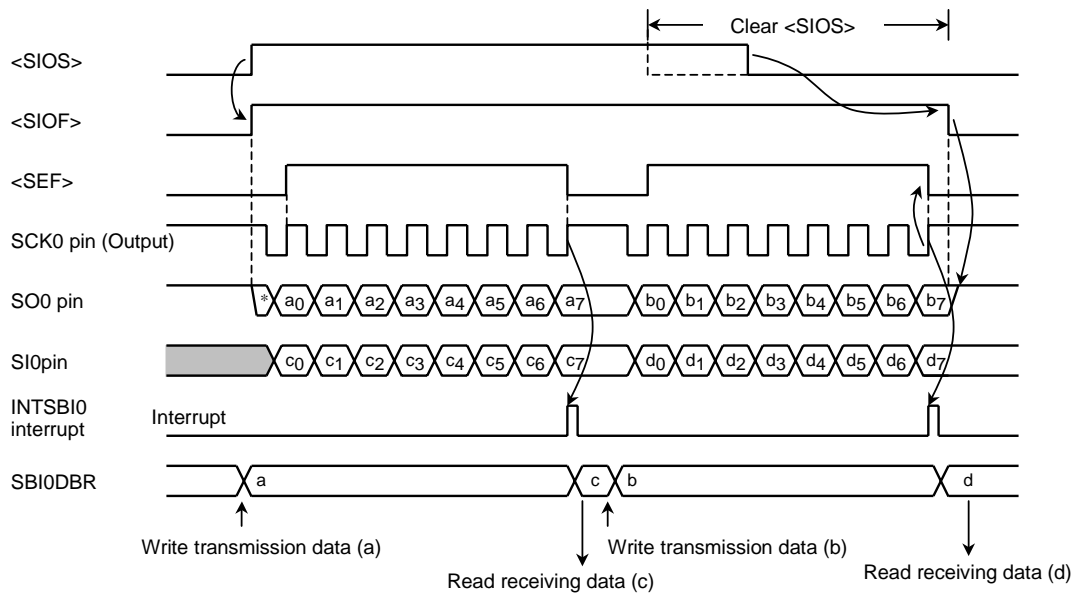 Clear <SIOS>
<SIOS>
<SIOF>
<SEF>
SCK0 pin (Output)
SO0 pin
* a0 a1 a2 a3 a4 a5 a6 a7 b0 b1 b2 b3 b4 b5 b6 b7
SI0pin
c0 c1 c2 c3 c4 c5 c6 c7 d0 d1 d2 d3 d4 d5 d6 d7
INTSBI0
interrupt
Interrupt
SBI0DBR
a c b d
Write transmission data (a)
Write transmission data (b)
Read receiving data (c)
Read receiving data (d)